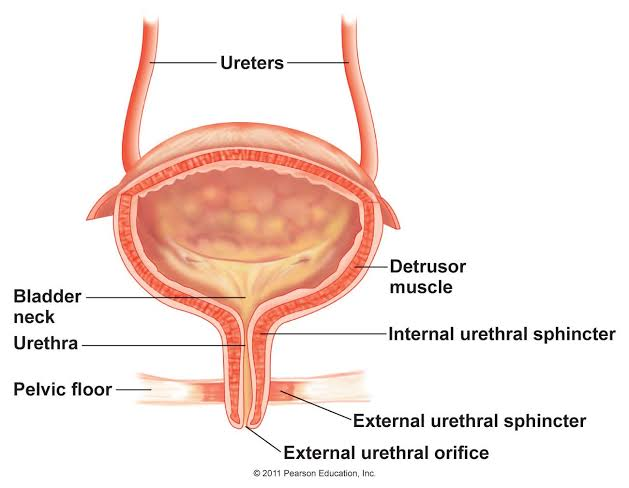 Ureters
Detrusor
muscle
Bladder
neck
Internal urethral sphincter
Urethra
Pelvic floor
External urethral sphincter
External urethral orifice
© 2011 Pearson Education, Inc.